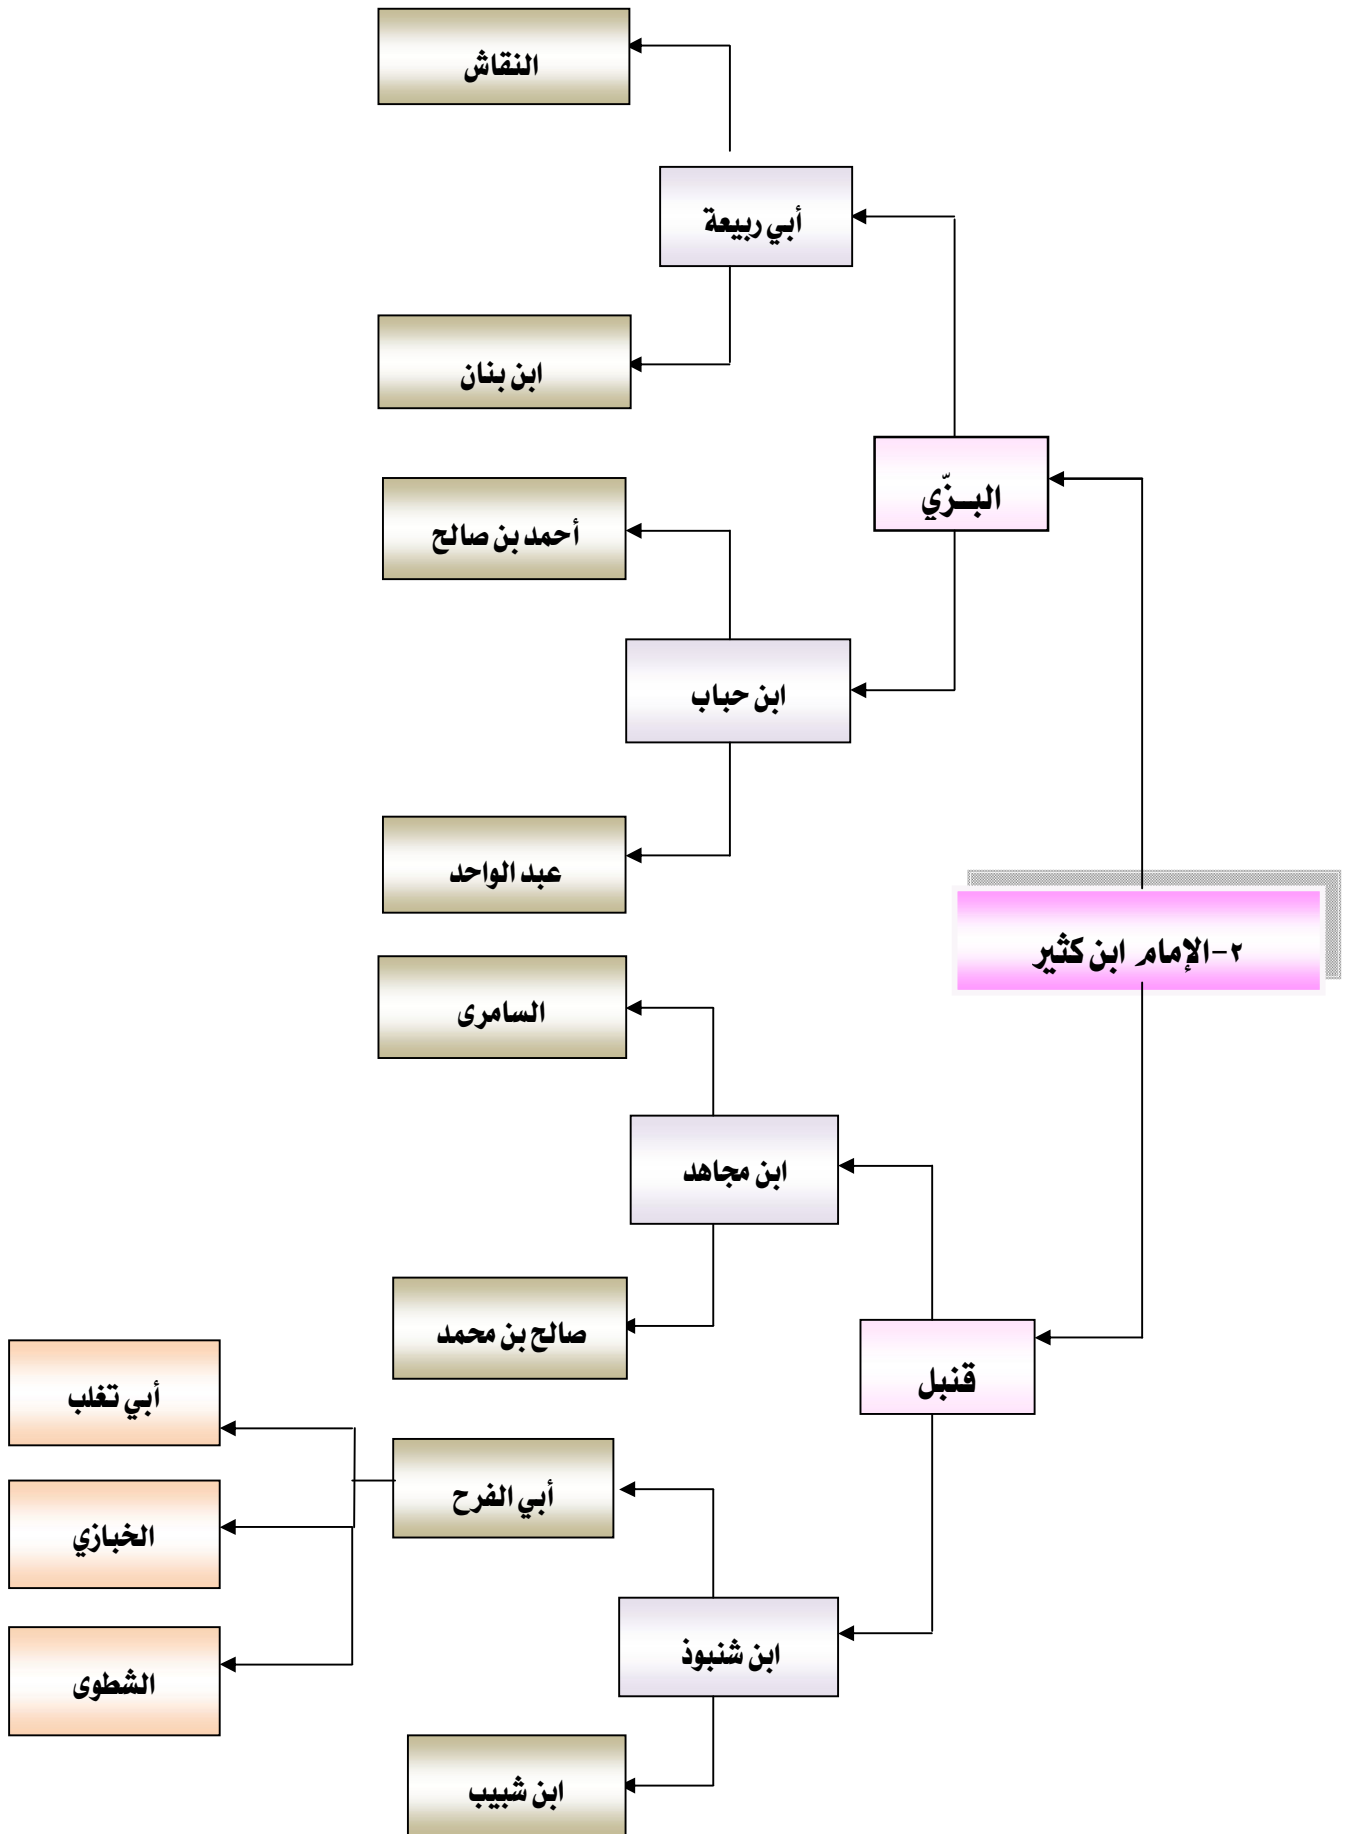 ٢-الإمام ابن كثير
البـــزّي
أبي ربيعة
النقاش
ابن بنان
ابن حباب
أحمد بن صالح
عبد الواحد
قنبل
ابن مجاهد
السامرى
صالح بن محمد
ابن شنبوذ
أبي الفرح
أبي تغلب
الخبازي
الشطوى
ابن شبيب